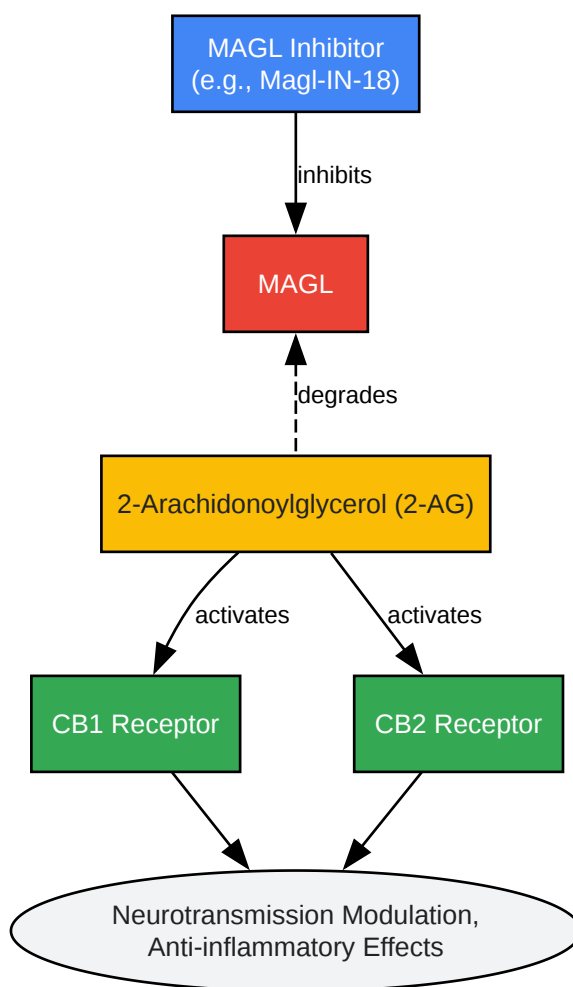 MAGL Inhibitor
(e.g., Magl-IN-18)
inhibits
MAGL
degrades
2-Arachidonoylglycerol (2-AG)
activates
activates
CB1 Receptor
CB2 Receptor
Neurotransmission Modulation,
Anti-inflammatory Effects